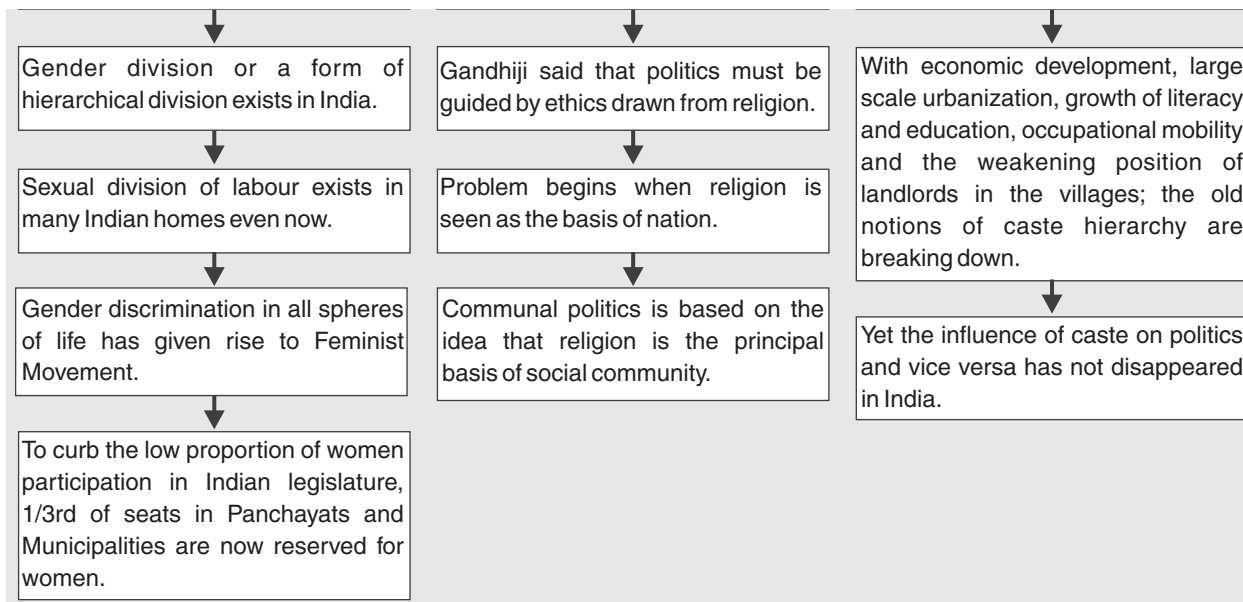 Gender division or a form of
hierarchical division exists in India.
Sexual division of labour exists in
many Indian homes even now.
Gender discrimination in all spheres
of life has given rise to Feminist
Movement.
To curb the low proportion of women
participation in Indian legislature,
1/3rd of seats in Panchayats and
Municipalities are now reserved for
women.
Gandhiji said that politics must be
guided by ethics drawn from religion.
Problem begins when religion is
seen as the basis of nation.
Communal politics is based on the
idea that religion is the principal
basis of social community.
With economic development, large
scale urbanization, growth of literacy
and education, occupational mobility
and the weakening position of
landlords in the villages; the old
notions of caste hierarchy are
breaking down.
Yet the influence of caste on politics
and vice versa has not disappeared
in India.